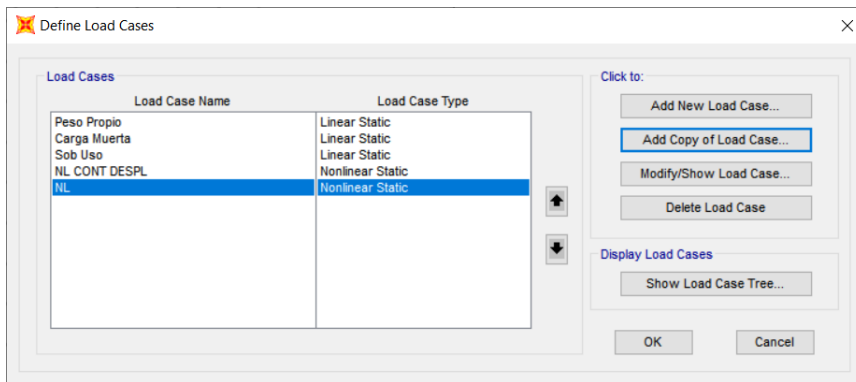 Define Load Cases
Load Cases
Load Case Name Load Case Type
Peso Propio Linear Static
Carga Muerta Linear Static
Sob Uso Linear Static
NL CONT DESPL Nonlinear Static
NL Nonlinear Static
Click to:
Add New Load Case...
Add Copy of Load Case...
Modify/Show Load Case...
Delete Load Case
Display Load Cases
Show Load Case Tree...
OK Cancel